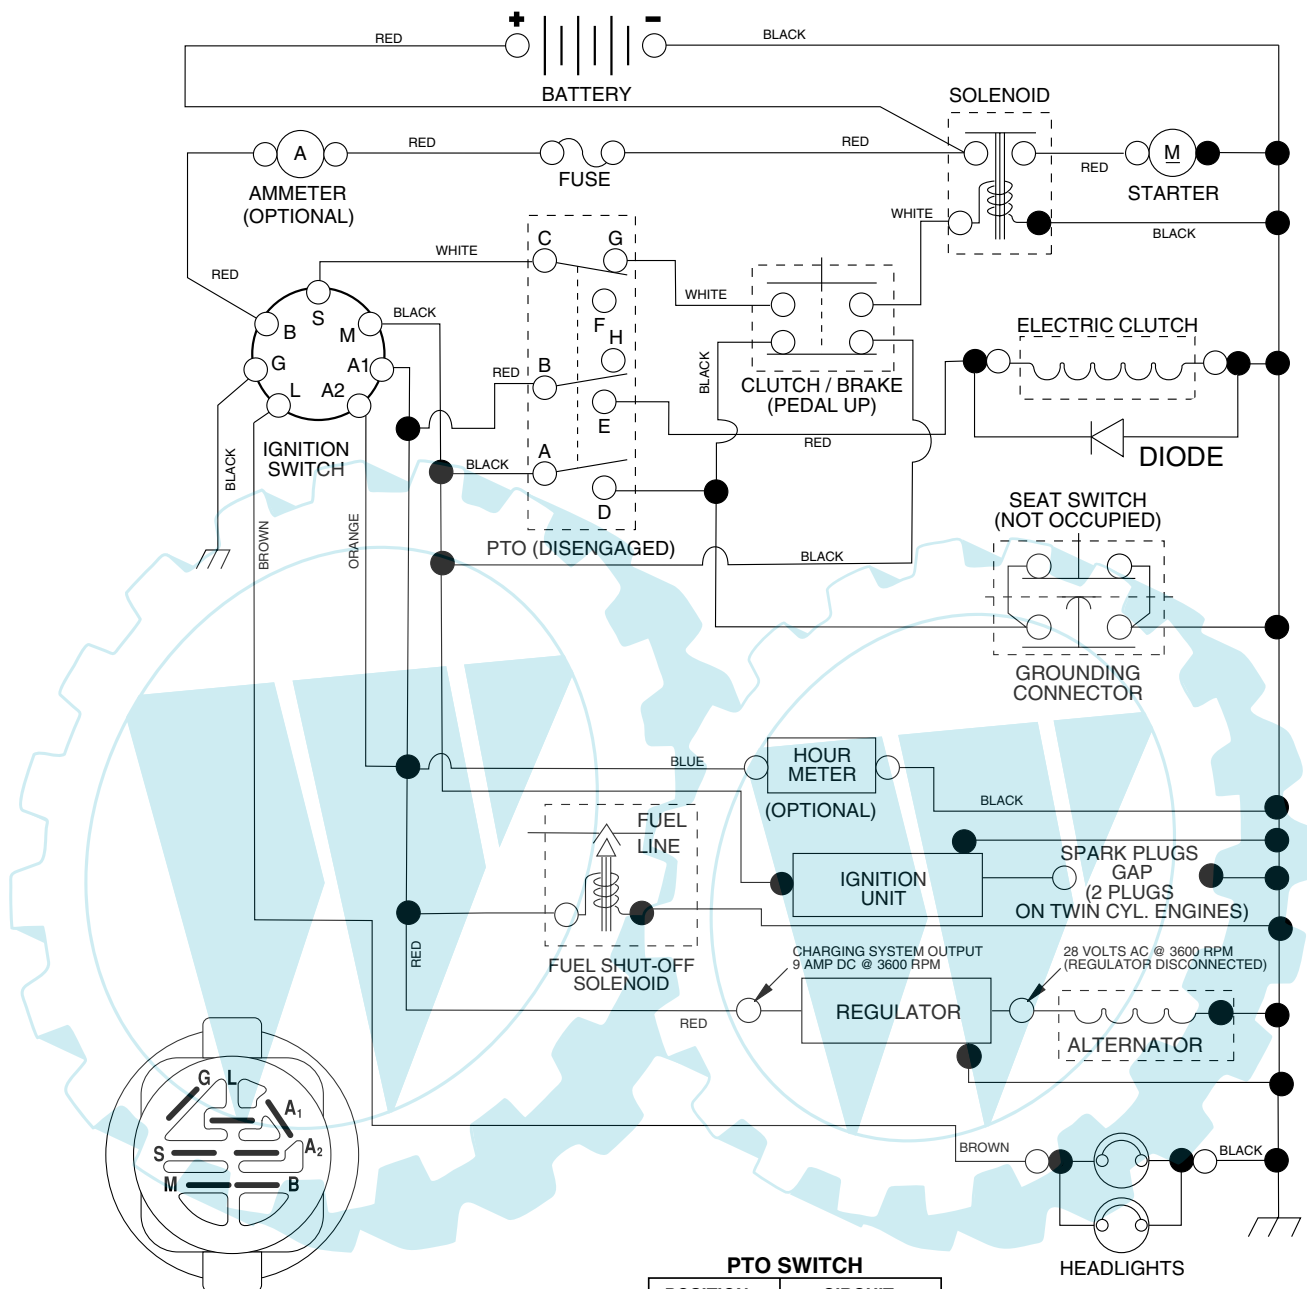 + -
RED
BLACK
BATTERY
SOLENOID
A
RED
RED
RED
M
AMMETER
(OPTIONAL)
FUSE
STARTER
WHITE
BLACK
C G
WHITE
RED
WHITE
F
H
S
B
M
BLACK
ELECTRIC CLUTCH
G
A1
L
A2
RED
B
BLACK
CLUTCH / BRAKE
(PEDAL UP)
E
RED
DIODE
IGNITION
SWITCH
BLACK
A
BLACK
D
SEAT SWITCH
(NOT OCCUPIED)
BROWN
ORANGE
PTO (DISENGAGED)
BLACK
GROUNDING
CONNECTOR
BLUE
HOUR
METER
(OPTIONAL)
BLACK
FUEL
LINE
IGNITION
UNIT
SPARK PLUGS
GAP
(2 PLUGS
ON TWIN CYL. ENGINES)
RED
FUEL SHUT-OFF
SOLENOID
CHARGING SYSTEM OUTPUT
9 AMP DC @ 3600 RPM
28 VOLTS AC @ 3600 RPM
(REGULATOR DISCONNECTED)
RED
REGULATOR
ALTERNATOR
G L
A1
S
A2
M
B
BROWN
BLACK
HEADLIGHTS
PTO SWITCH
POSITION CIRCUIT